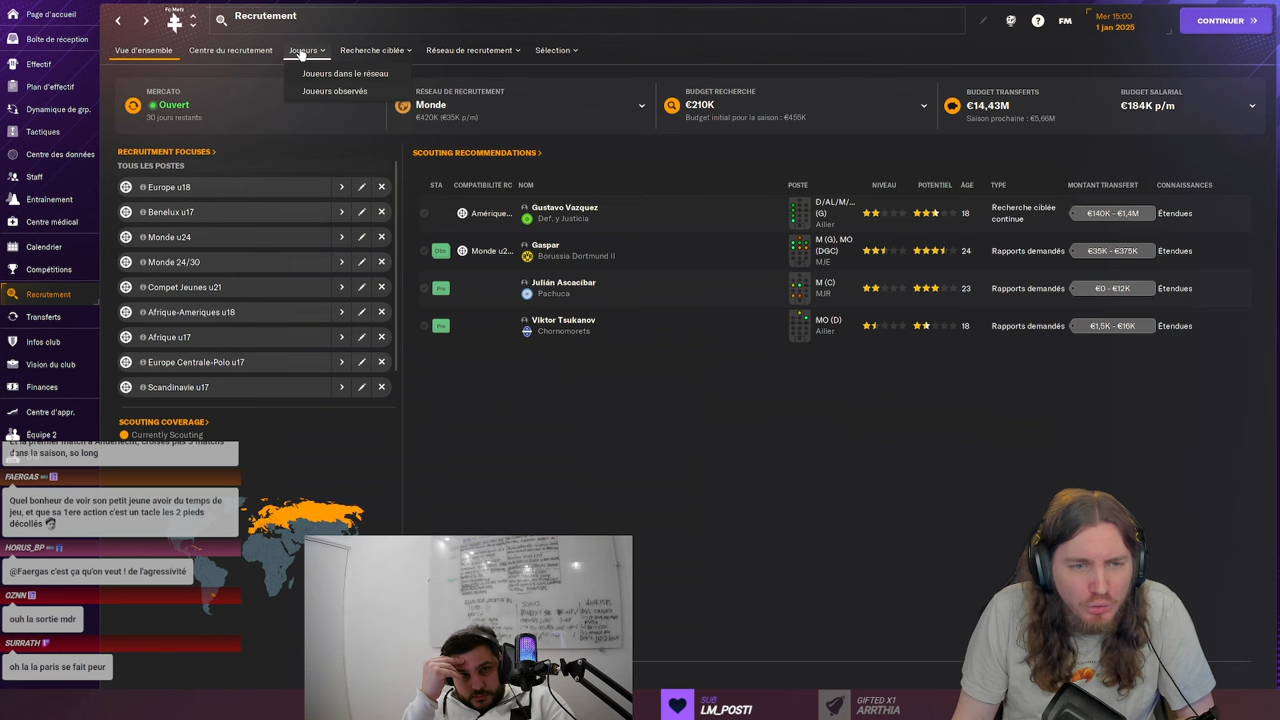 Page d'accueil
Boîte de réception
Effectif
Plan d'effectif
Dynamique de grp.
Tactiques
Centre des données
Staff
Entraînement
Centre médical
Calendrier
Compétitions
Recrutement
Transferts
Infos club
Vision du club
Finances
Centre d'appr.
Équipe 2
Fc Metz
Recrutement
FM
Mer 15:00
1 jan 2025
CONTINUER
Vue d'ensemble
Centre du recrutement
Joueurs
Recherche ciblée
Réseau de recrutement
Sélection
Joueurs dans le réseau
Joueurs observés
MERCATO
Ouvert
30 jours restants
RÉSEAU DE RECRUTEMENT
Monde
€420K (€35K p/m)
BUDGET RECHERCHE
€210K
Budget initial pour la saison : €455K
BUDGET TRANSFERTS
€14,43M
Saison prochaine : €5,66M
BUDGET SALARIAL
€184K p/m
RECRUITMENT FOCUSES
TOUS LES POSTES
Europe u18
Benelux u17
Monde u24
Monde 24/30
Compet Jeunes u21
Afrique-Ameriques u18
Afrique u17
Europe Centrale-Polo u17
Scandinavie u17
SCOUTING COVERAGE
Currently Scouting
SCOUTING RECOMMENDATIONS
STA COMPATIBILITÉ RC NOM POSTE NIVEAU POTENTIEL ÂGE TYPE MONTANT TRANSFERT CONNAISSANCES
Amérique... Gustavo Vazquez D/AL/M/... (G) 18 Recherche ciblée continue €140K - €1,4M Étendues
Def. y Justicia Ailier
Obs Monde u2... Gaspar M (G), MO (DGC) 24 Rapports demandés €35K - €375K Étendues
Borussia Dortmund II MJE
Pre Julián Ascacíbar M (C) 23 Rapports demandés €0 - €12K Étendues
Pachuca MJR
Pre Viktor Tsukanov MO (D) 18 Rapports demandés €1,5K - €16K Étendues
Chornomorets Ailier
dans la saison, so long
FAERGAS
Quel bonheur de voir son petit jeune avoir du temps de
jeu, et que sa 1ere action c'est un tacle les 2 pieds
décollés
HORUS_BP
@Faergas c'est ça qu'on veut ! de l'agressivité
OZNN
ouh la sortie mdr
SURRATH
oh la la paris se fait peur
SUB
LM_POSTI
GIFTED X1
ARRTHIA